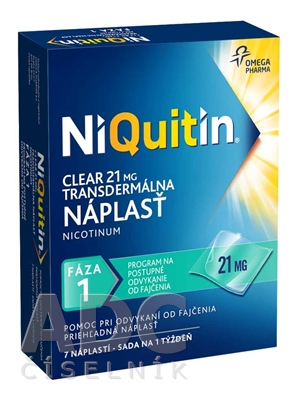 OMEGA
PHARMA
NiQuitin®
CLEAR 21 MG
TRANSDERMÁLNA
NÁPLASŤ
NICOTINUM
FÁZA
1
PROGRAM NA
POSTUPNÉ
ODVYKANIE
OD FAJČENIA
21 MG
POMOC PRI ODVYKANÍ OD FAJČENIA
PRIEHĽADNÁ NÁPLASŤ
7 NÁPLASTÍ - SADA NA 1 TÝŽDEŇ
ADC
ČÍSELNÍK